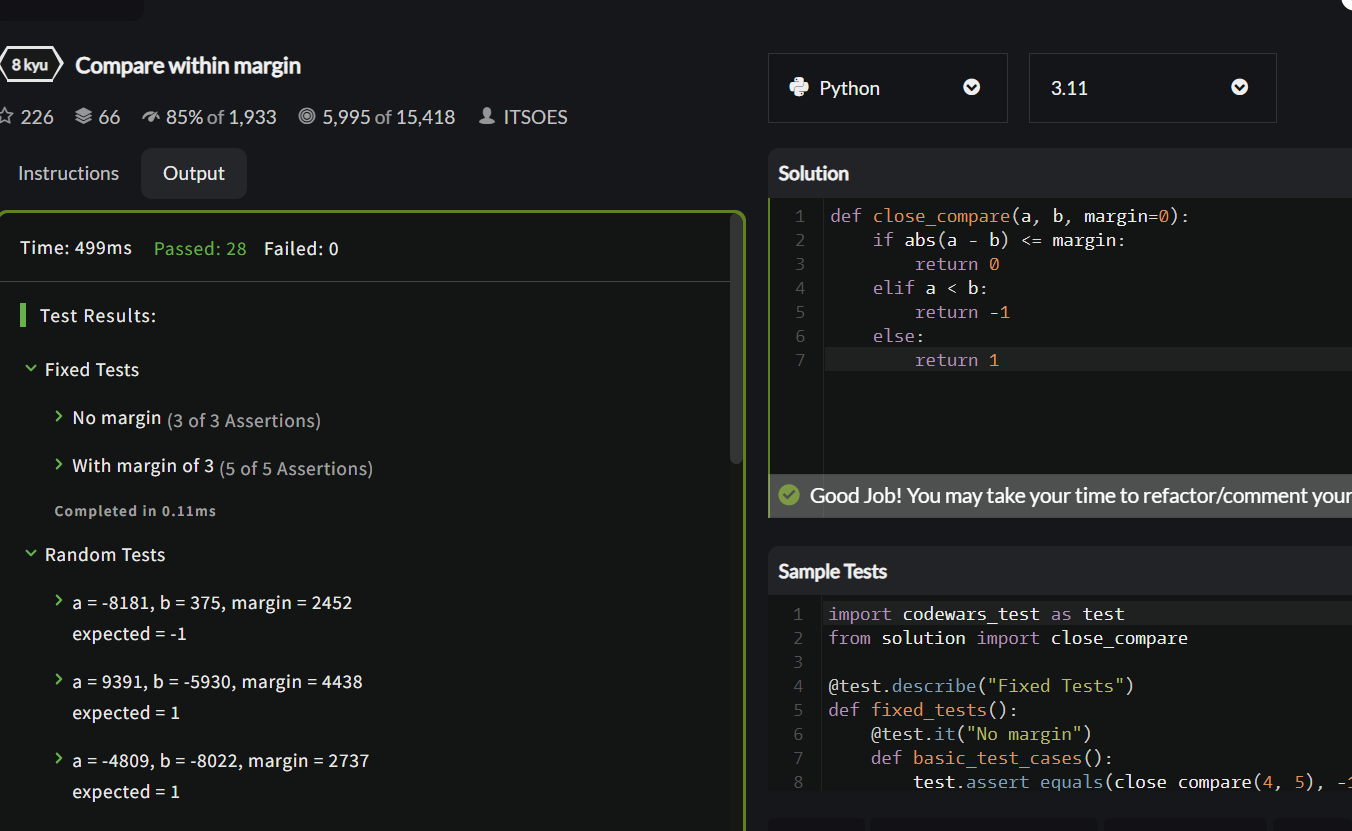 8 kyu Compare within margin
226 66 85% of 1,933 5,995 of 15,418 ITSOES
Instructions Output
Time: 499ms Passed: 28 Failed: 0
Test Results:
Fixed Tests
No margin (3 of 3 Assertions)
With margin of 3 (5 of 5 Assertions)
Completed in 0.11ms
Random Tests
a = -8181, b = 375, margin = 2452
expected = -1
a = 9391, b = -5930, margin = 4438
expected = 1
a = -4809, b = -8022, margin = 2737
expected = 1
Python 3.11
Solution
1 def close_compare(a, b, margin=0):
2     if abs(a - b) <= margin:
3         return 0
4     elif a < b:
5         return -1
6     else:
7         return 1
Good Job! You may take your time to refactor/comment your
Sample Tests
1 import codewars_test as test
2 from solution import close_compare
3
4 @test.describe("Fixed Tests")
5 def fixed_tests():
6     @test.it("No margin")
7     def basic_test_cases():
8         test.assert_equals(close_compare(4, 5), -1